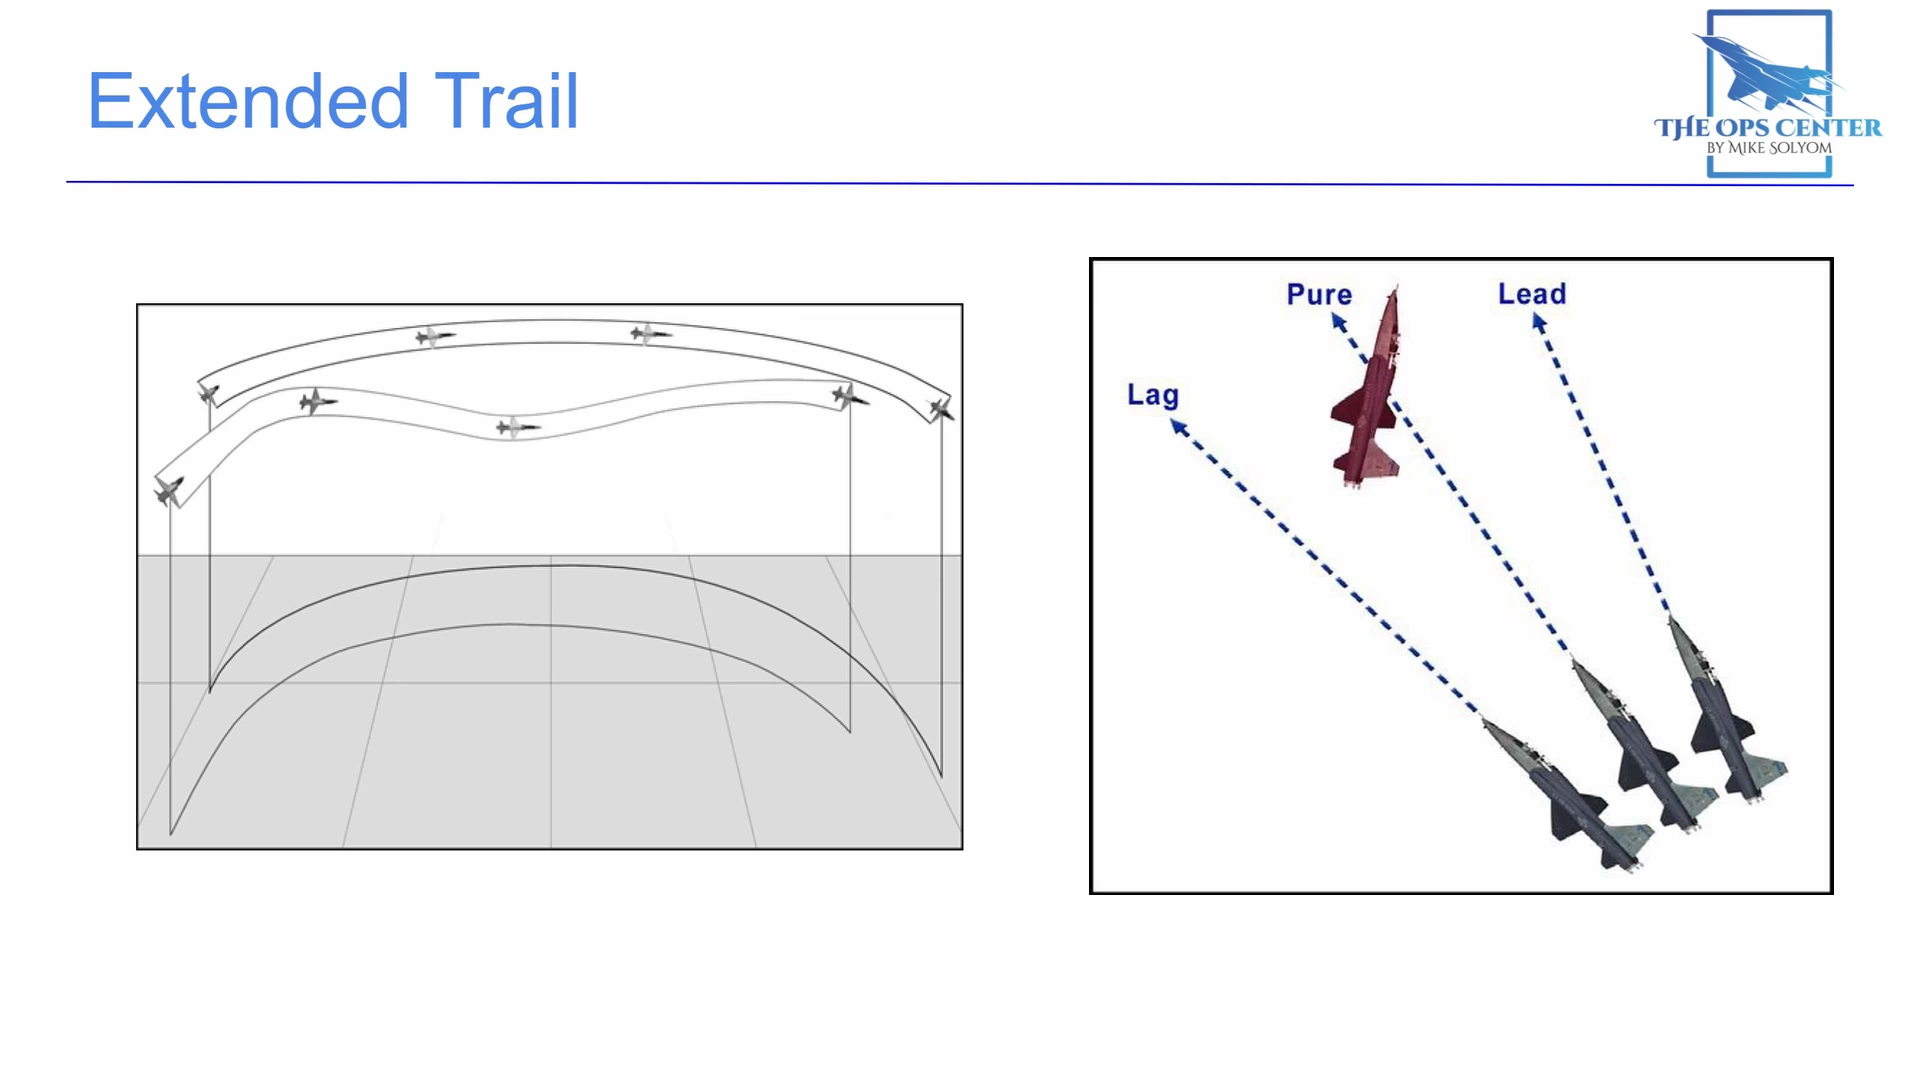 Extended Trail
THE OPS CENTER
BY MIKE SOLYOM
Pure
Lead
Lag